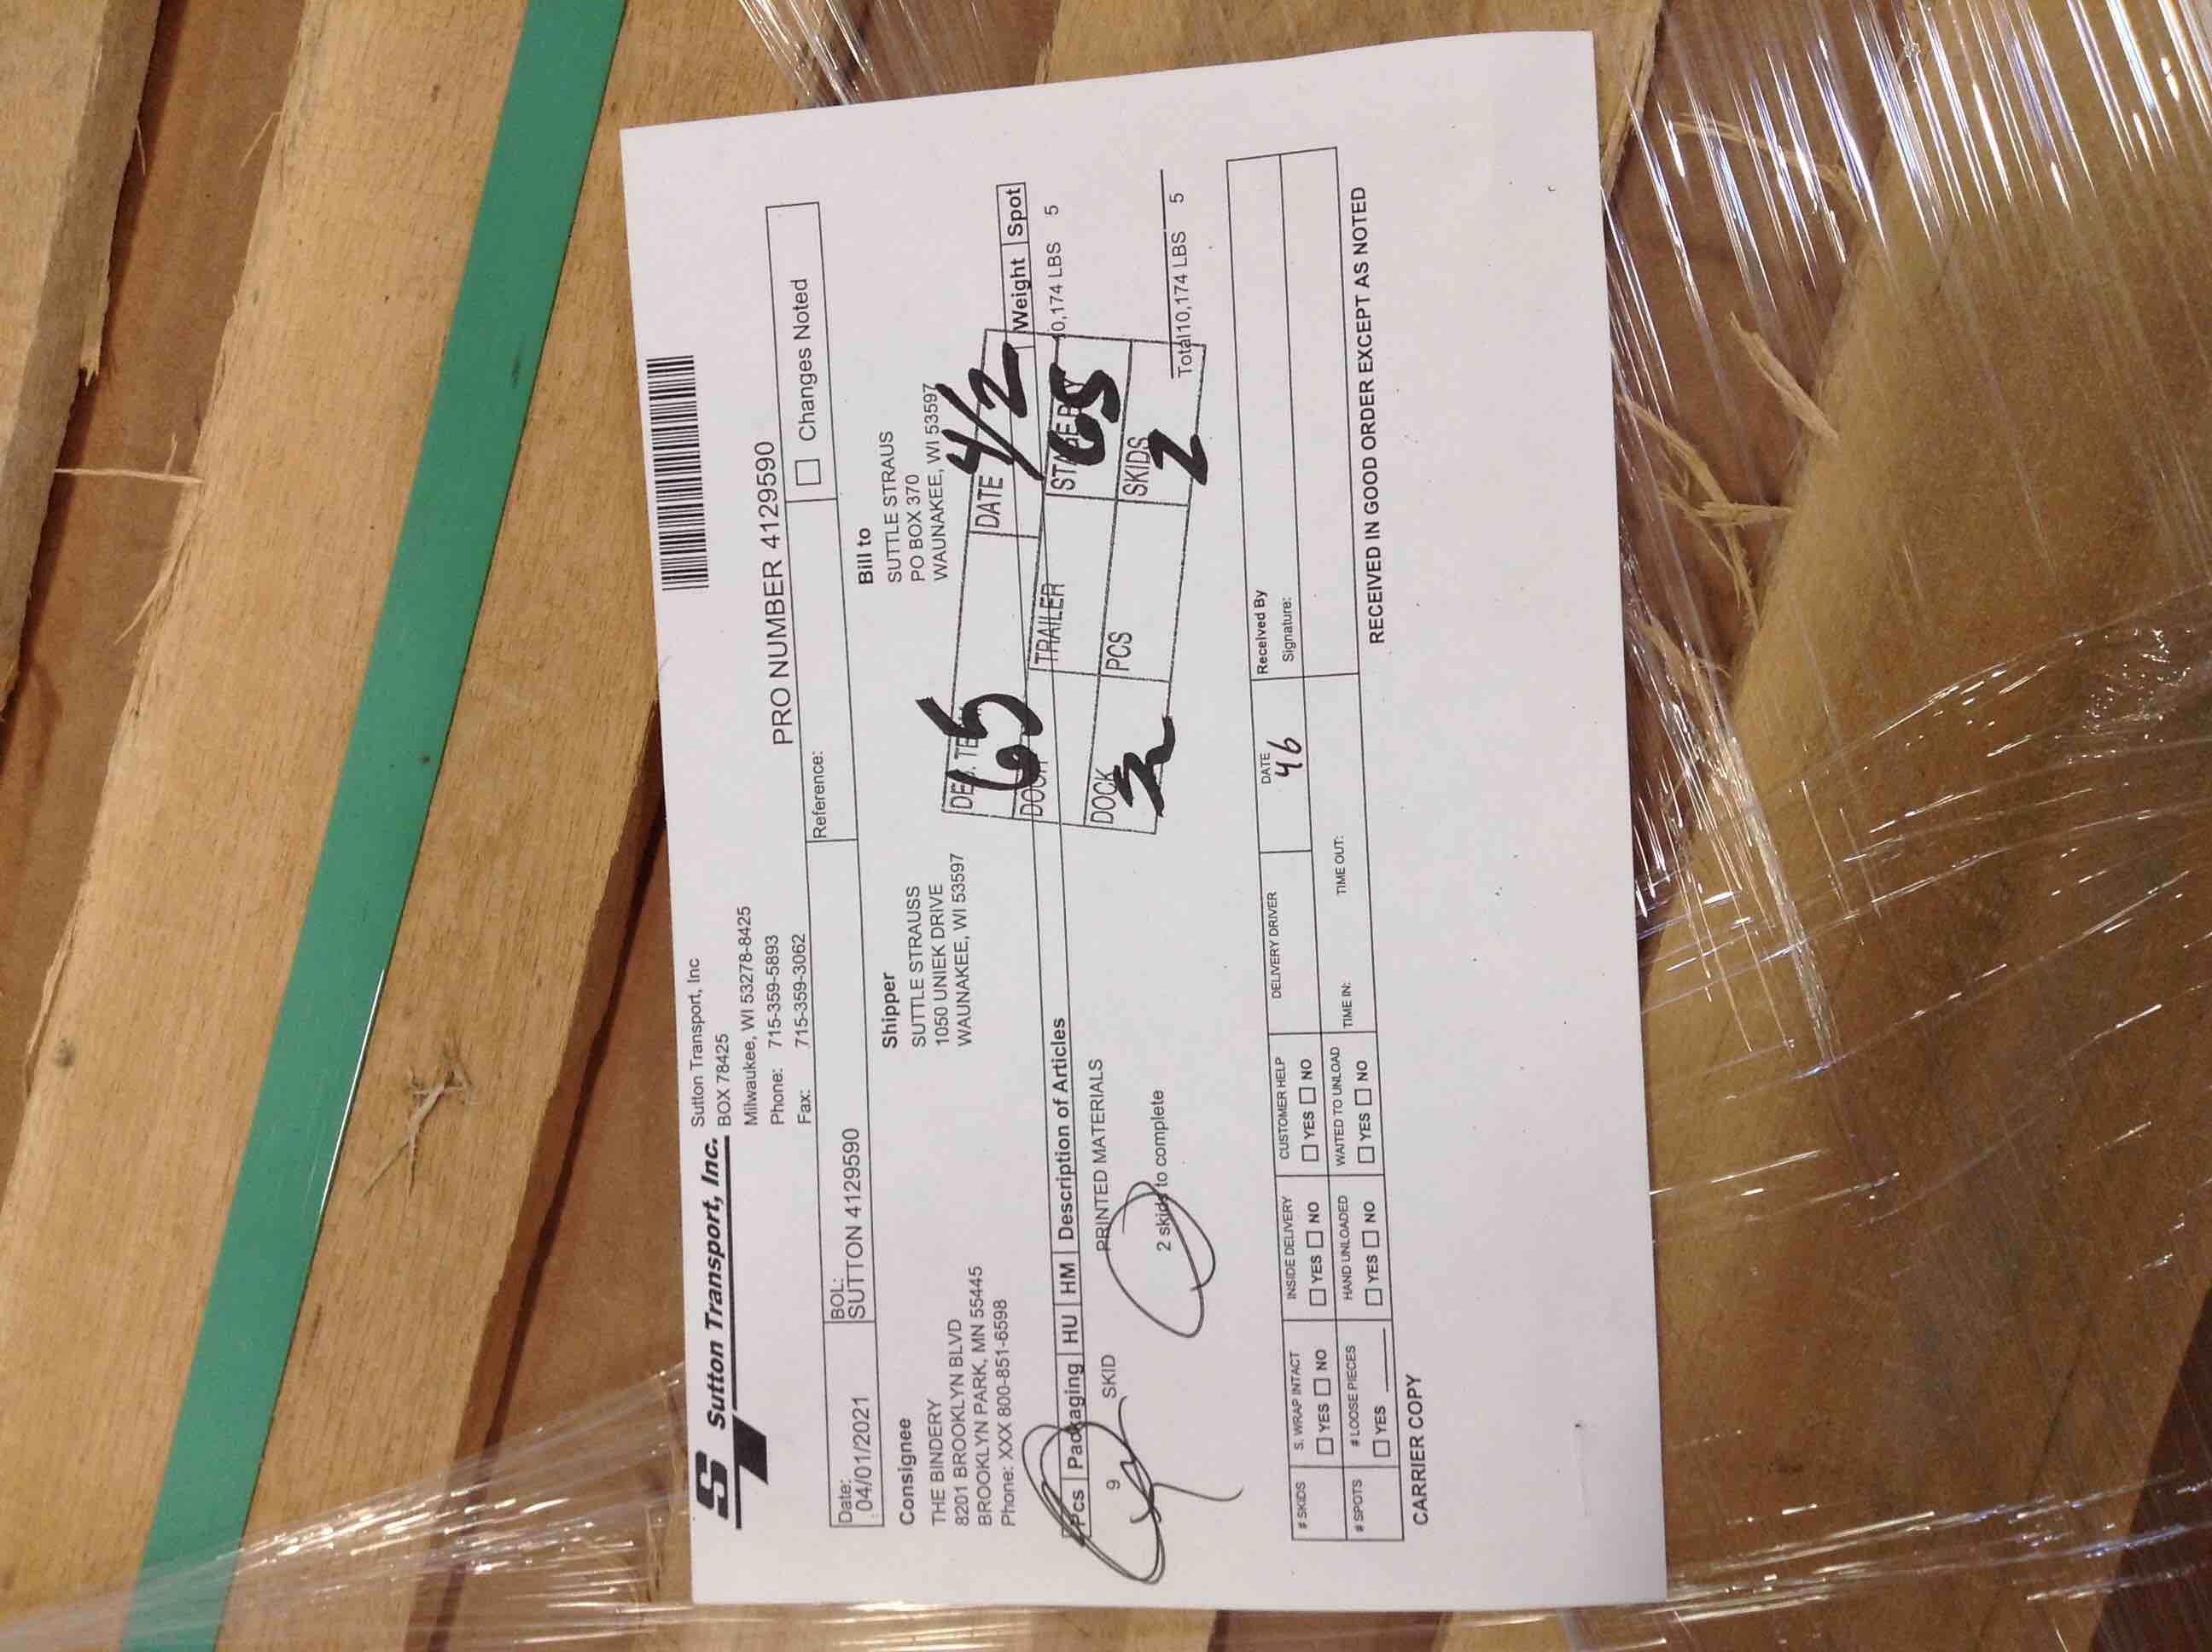 S Sutton Transport, Inc.
Sutton Transport, Inc
BOX 78425
Milwaukee, WI 53278-8425
Phone: 715-359-5893
Fax: 715-359-3062
PRO NUMBER 4129590
Changes Noted
Date:
04/01/2021
BOL:
SUTTON 4129590
Reference:
Consignee
THE BINDERY
8201 BROOKLYN BLVD
BROOKLYN PARK, MN 55445
Phone: XXX 800-851-6598
Shipper
SUTTLE STRAUSS
1050 UNIEK DRIVE
WAUNAKEE, WI 53597
Bill to
SUTTLE STRAUS
PO BOX 370
WAUNAKEE, WI 53597
65
DATE 4/2
TRAILER
65
DOCK
2
PCS
SKIDS
2
Pcs Packaging HU HM Description of Articles Weight Spot
9 SKID PRINTED MATERIALS 0,174 LBS 5
2 skids to complete
Total 10,174 LBS 5
# SKIDS
S. WRAP INTACT
YES NO
INSIDE DELIVERY
YES NO
CUSTOMER HELP
YES NO
DELIVERY DRIVER
DATE
4 6
Received By
Signature:
# SPOTS
# LOOSE PIECES
YES
HAND UNLOADED
YES NO
WAITED TO UNLOAD
YES NO
TIME IN:
TIME OUT:
CARRIER COPY
RECEIVED IN GOOD ORDER EXCEPT AS NOTED